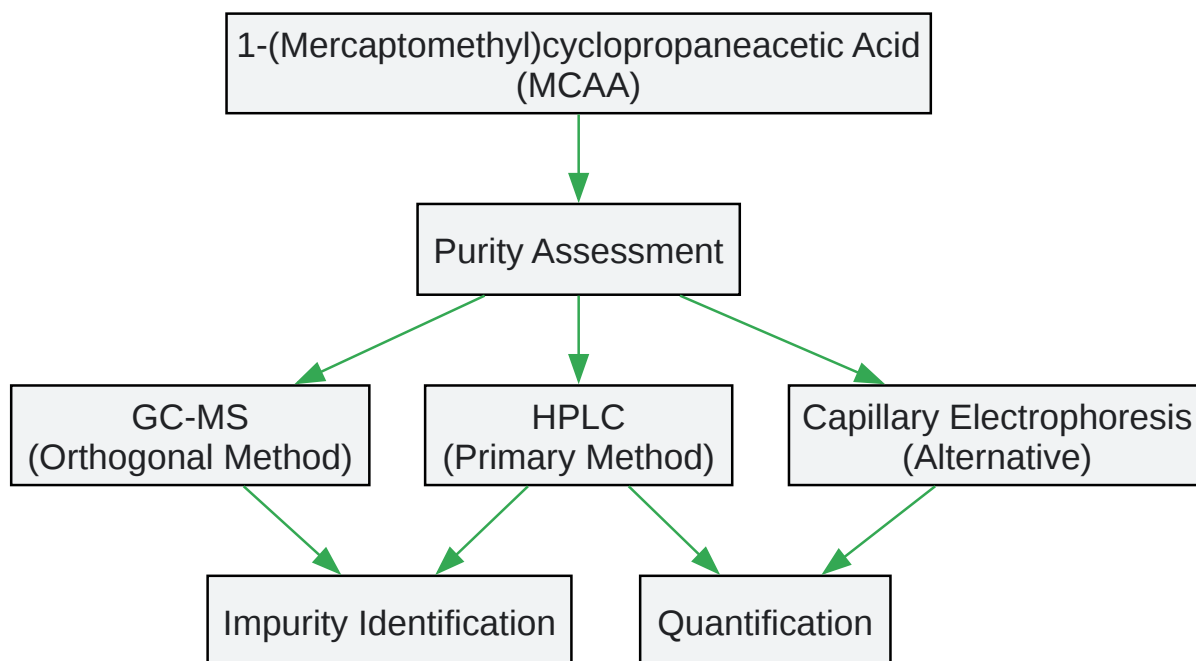 1-(Mercaptomethyl)cyclopropaneacetic Acid
(MCAA)
Purity Assessment
GC-MS
(Orthogonal Method)
HPLC
(Primary Method)
Capillary Electrophoresis
(Alternative)
Impurity Identification
Quantification